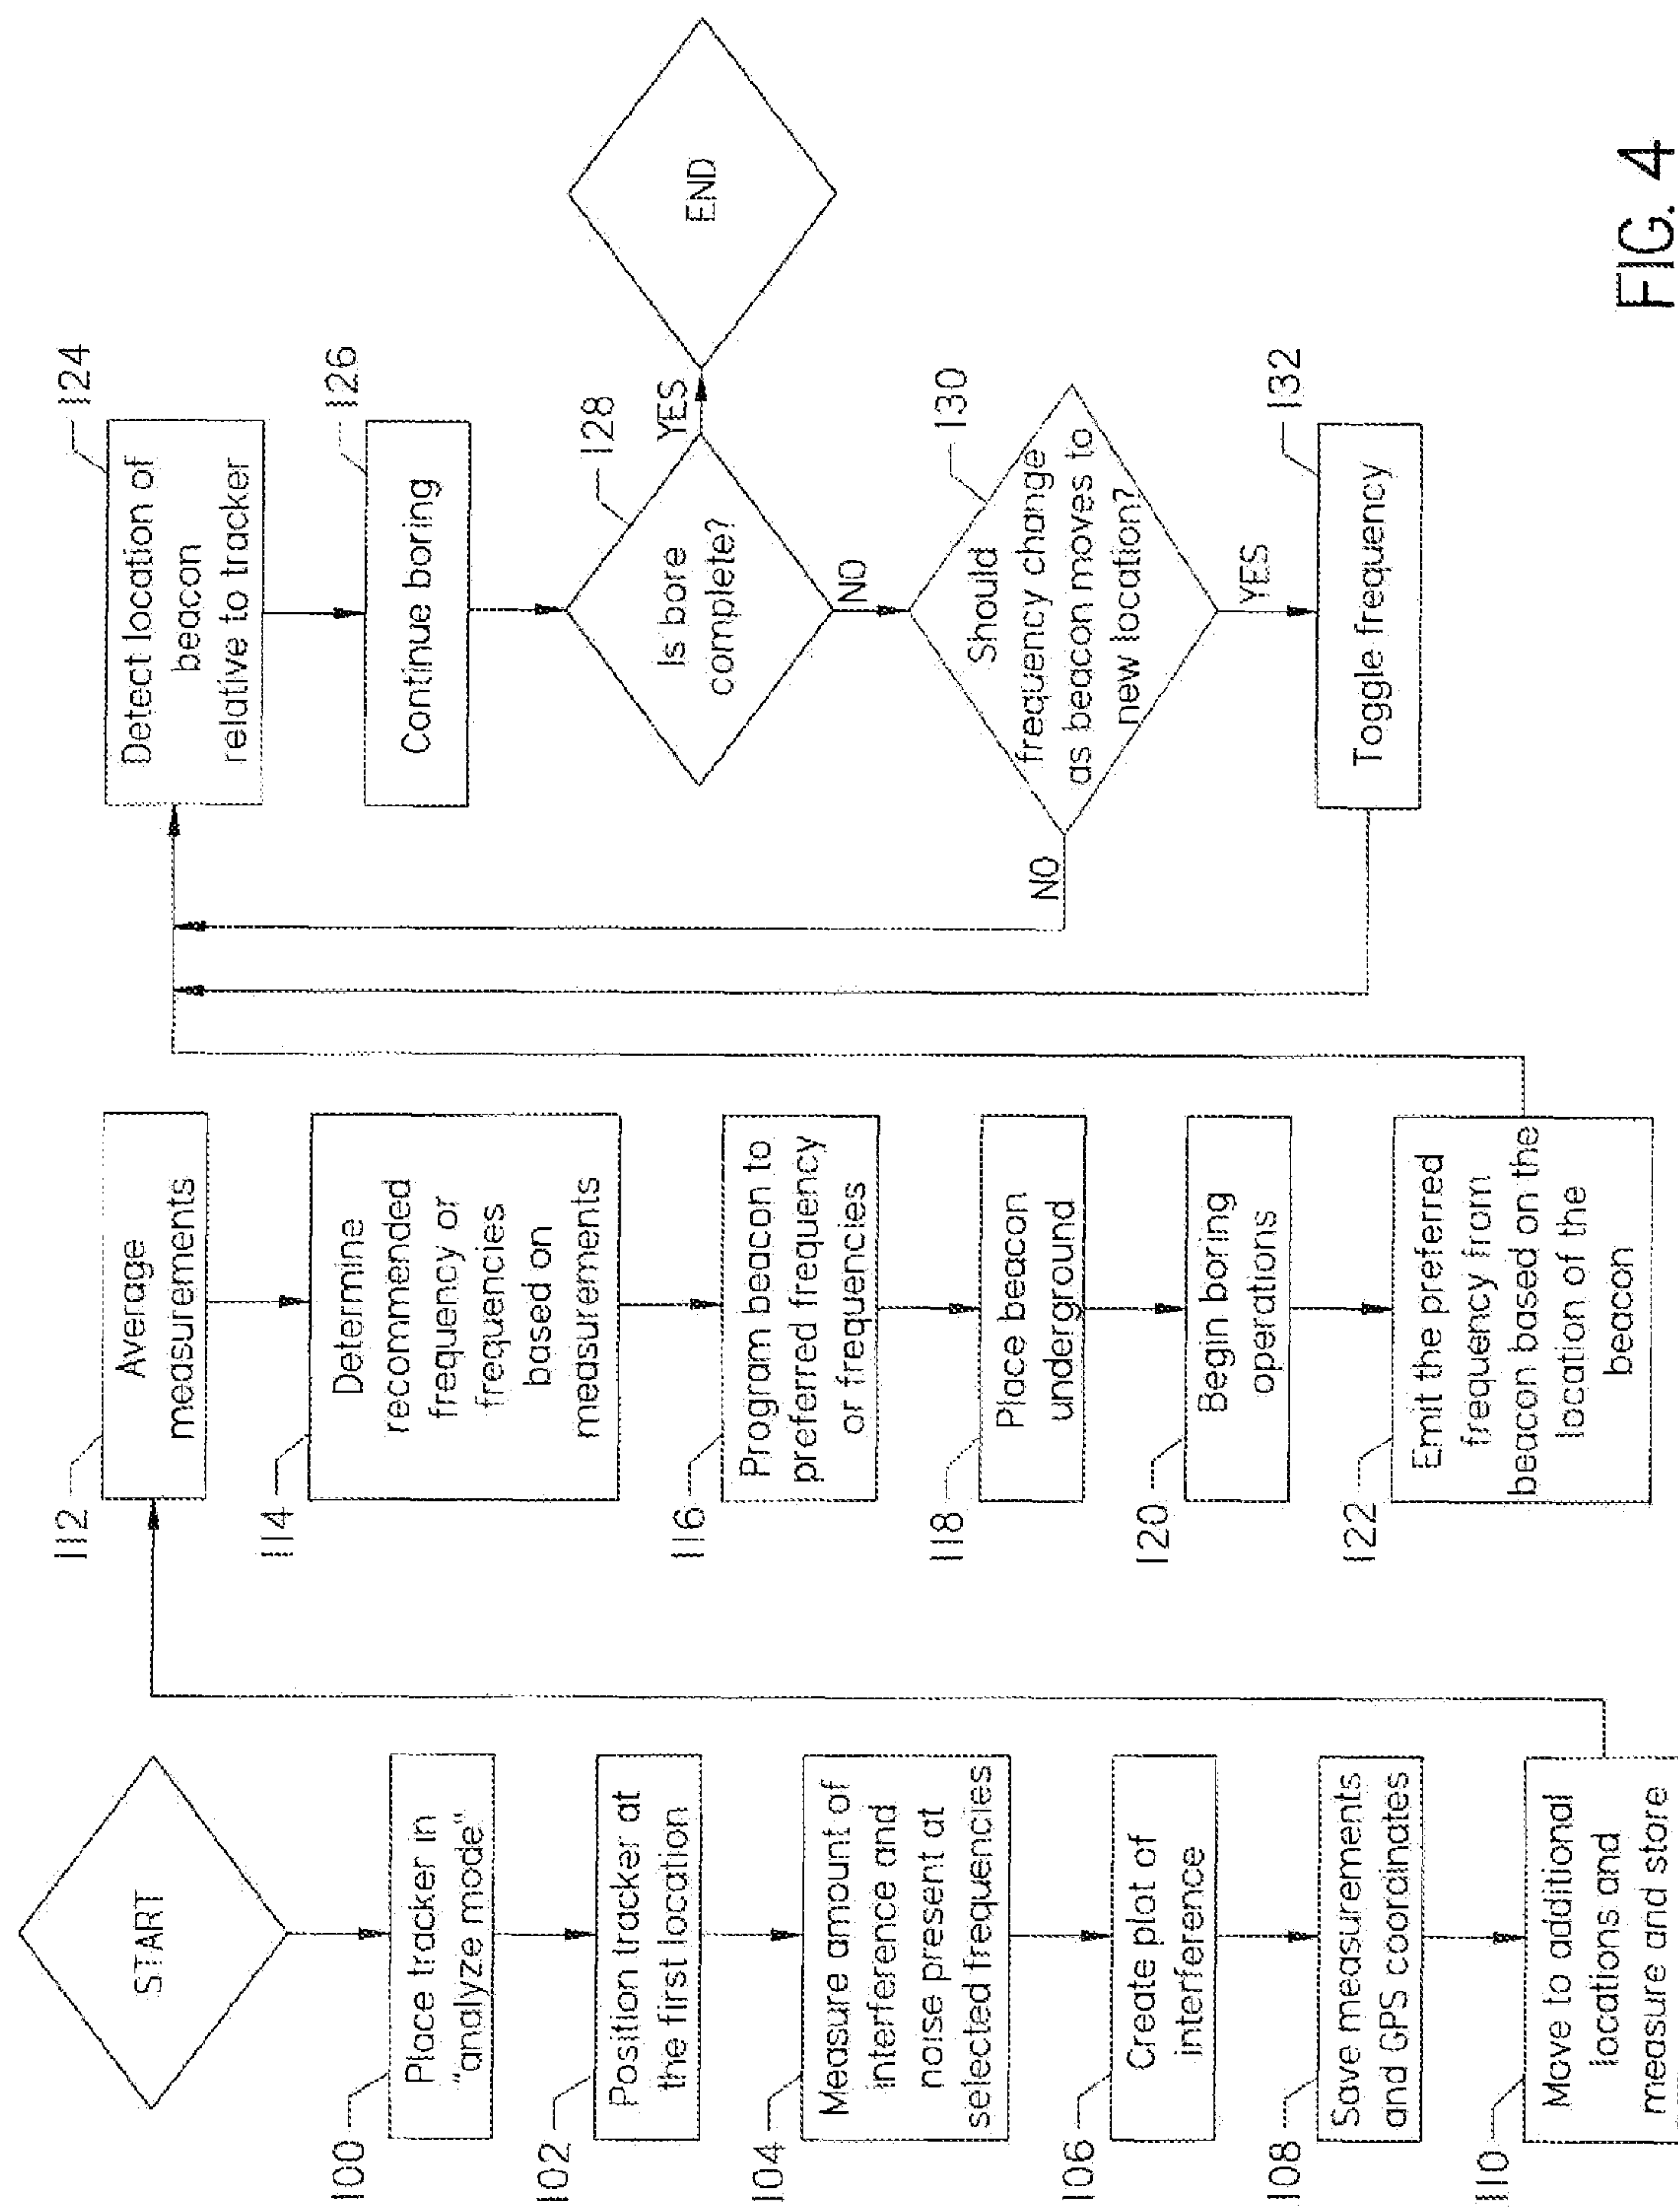 START
100
Place tracker in
"analyze mode"
102
Position tracker at
the first location
104
Measure amount of
interference and
noise present at
selected frequencies
106
Create plot of
interference
108
Save measurements
and GPS coordinates
110
Move to additional
locations and
measure and store
112
Average
measurements
114
Determine
recommended
frequency or
frequencies
based on
measurements
116
Program beacon to
preferred frequency
or frequencies
118
Place beacon
underground
120
Begin boring
operations
122
Emit the preferred
frequency from
beacon based on the
location of the
beacon
124
Detect location of
beacon
relative to tracker
126
Continue boring
128
Is bore
complete?
YES
END
NO
130
Should
frequency change
as beacon moves to
new location?
NO
YES
132
Toggle frequency
FIG. 4